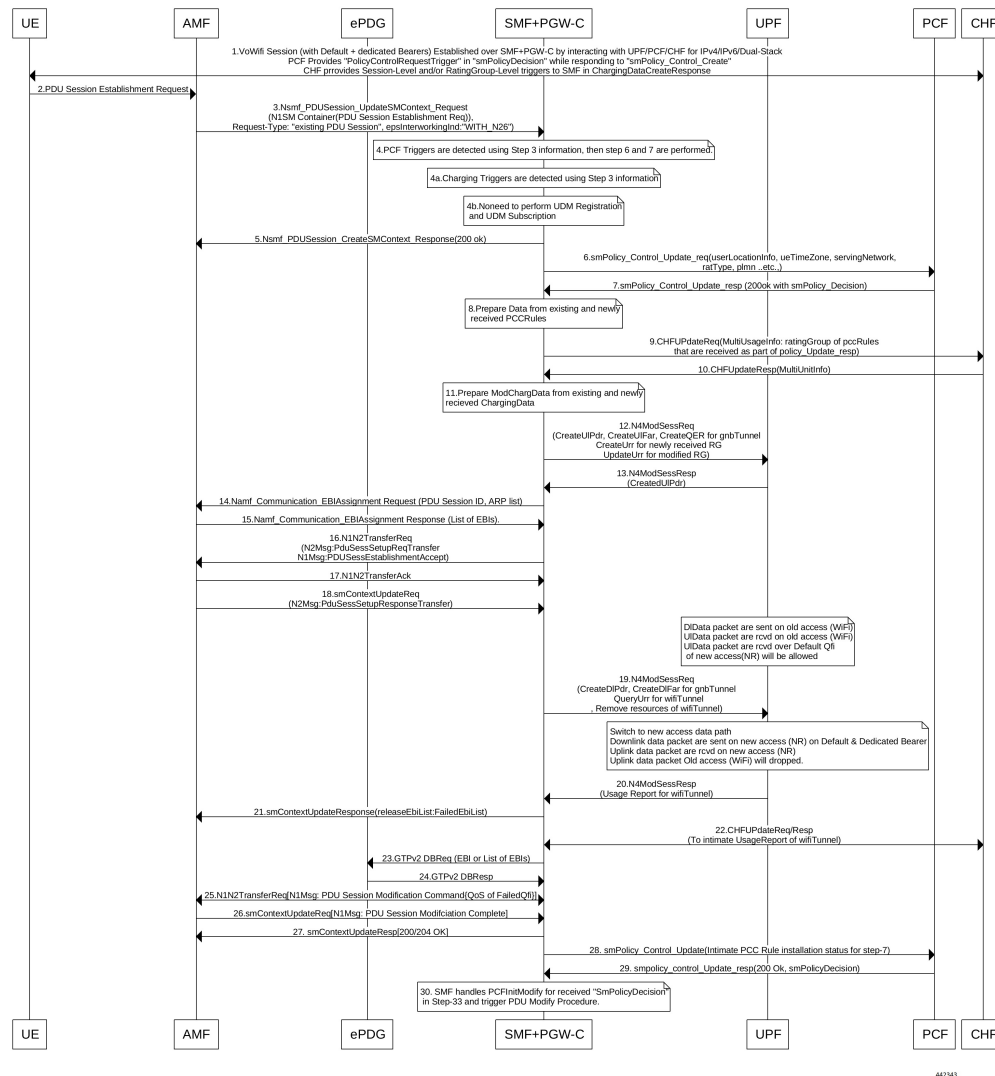 UE AMF ePDG SMF+PGW-C UPF PCF CHF
1.VoWifi Session (with Default + dedicated Bearers) Established over SMF+PGW-C by interacting with UPF/PCF/CHF for IPv4/IPv6/Dual-Stack
PCF Provides "PolicyControlRequestTrigger" in "smPolicyDecision" while responding to "smPolicy_Control_Create"
CHF prrovides Session-Level and/or RatingGroup-Level triggers to SMF in ChargingDataCreateResponse
2.PDU Session Establishment Request
3.Nsmf_PDUSession_UpdateSMContext_Request
(N1SM Container(PDU Session Establishment Req)),
Request-Type: "existing PDU Session", epsInterworkingInd:"WITH_N26")
4.PCF Triggers are detected using Step 3 information, then step 6 and 7 are performed.
4a.Charging Triggers are detected using Step 3 information
4b.Noneed to perform UDM Registration
and UDM Subscription
5.Nsmf_PDUSession_CreateSMContext_Response(200 ok)
6.smPolicy_Control_Update_req(userLocationInfo, ueTimeZone, servingNetwork,
ratType, plmn ..etc.,)
7.smPolicy_Control_Update_resp (200ok with smPolicy_Decision)
8.Prepare Data from existing and newly
received PCCRules
9.CHFUPdateReq(MultiUsageInfo: ratingGroup of pccRules
that are received as part of policy_Update_resp)
10.CHFUpdateResp(MultiUnitInfo)
11.Prepare ModChargData from existing and newly
recieved ChargingData
12.N4ModSessReq
(CreateUlPdr, CreateUlFar, CreateQER for gnbTunnel
CreateUrr for newly received RG
UpdateUrr for modified RG)
13.N4ModSessResp
(CreatedUlPdr)
14.Namf_Communication_EBIAssignment Request (PDU Session ID, ARP list)
15.Namf_Communication_EBIAssignment Response (List of EBIs).
16.N1N2TransferReq
(N2Msg:PduSessSetupReqTransfer
N1Msg:PDUSessEstablishmentAccept)
17.N1N2TransferAck
18.smContextUpdateReq
(N2Msg:PduSessSetupResponseTransfer)
DlData packet are sent on old access (WiFi)
UlData packet are rcvd on old access (WiFi)
UlData packet are rcvd over Default Qfi
of new access(NR) will be allowed
19.N4ModSessReq
(CreateDlPdr, CreateDlFar for gnbTunnel
QueryUrr for wifiTunnel
, Remove resources of wifiTunnel)
Switch to new access data path
Downlink data packet are sent on new access (NR) on Default & Dedicated Bearer
Uplink data packet are rcvd on new access (NR)
Uplink data packet Old access (WiFi) will dropped.
20.N4ModSessResp
(Usage Report for wifiTunnel)
21.smContextUpdateResponse(releaseEbiList:FailedEbiList)
22.CHFUPdateReq/Resp
(To intimate UsageReport of wifiTunnel)
23.GTPv2 DBReq (EBI or List of EBIs)
24.GTPv2 DBResp
25.N1N2TransferReq[N1Msg: PDU Session Modification Command{QoS of FailedQfi}]
26.smContextUpdateReq[N1Msg: PDU Session Modifciation Complete]
27. smContextUpdateResp[200/204 OK]
28. smPolicy_Control_Update(Intimate PCC Rule installation status for step-7)
29. smpolicy_control_Update_resp(200 Ok, smPolicyDecision)
30. SMF handles PCFInitModify for received "SmPolicyDecision"
in Step-33 and trigger PDU Modify Procedure.
UE AMF ePDG SMF+PGW-C UPF PCF CHF
442343